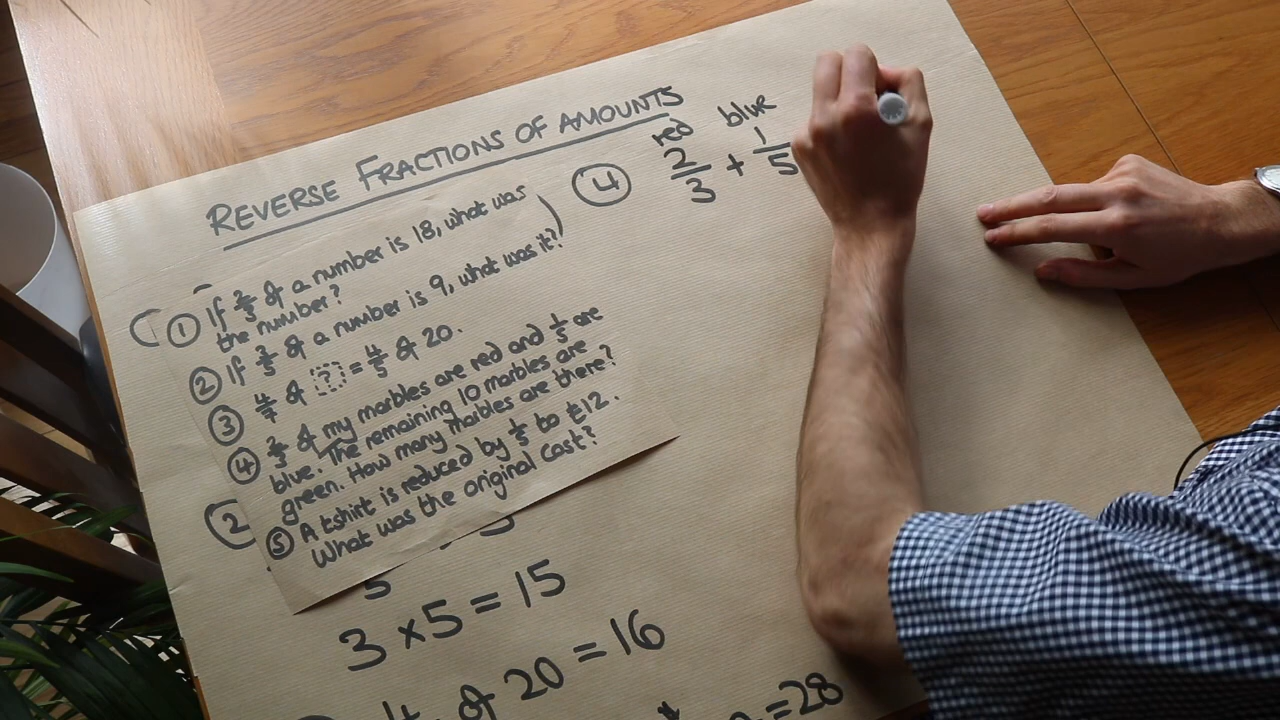 REVERSE FRACTIONS OF AMOUNTS
① If 2/3 of a number is 18, what was
the number?
② If 3/5 of a number is 9, what was it?
③ 4/7 of ? = 4/5 of 20.
④ 2/3 of my marbles are red and 1/5 are
blue. The remaining 10 marbles are
green. How many marbles are there?
⑤ A tshirt is reduced by 1/5 to £12.
What was the original cost?
④ red blue
2/3 + 1/5
2
5
3 × 5 = 15
of 20 = 16
= 28